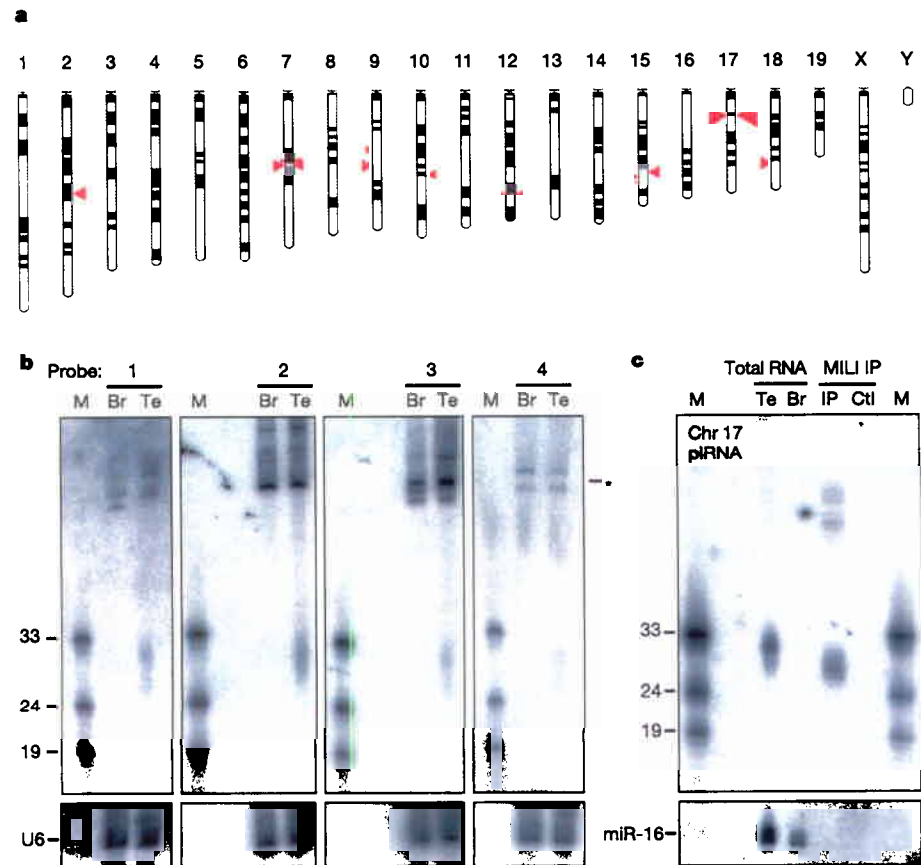 a
1 2 3 4 5 6 7 8 9 10 11 12 13 14 15 16 17 18 19 X Y
b
Probe: 1 2 3 4
M Br Te M Br Te M Br Te M Br Te
*
33
24
19
U6
c
Total RNA MILI IP
M Te Br IP Ctl M
Chr 17
piRNA
33
24
19
miR-16